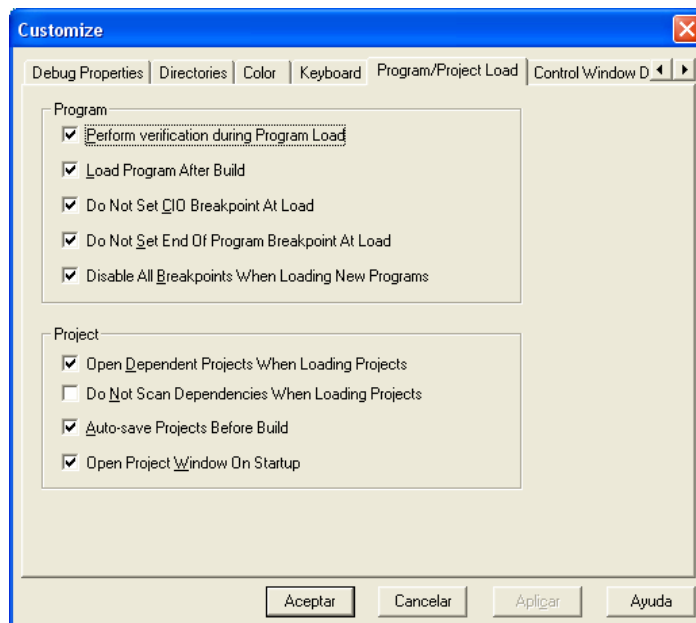 Customize
Debug Properties
Directories
Color
Keyboard
Program/Project Load
Control Window D
Program
Perform verification during Program Load
Load Program After Build
Do Not Set CIO Breakpoint At Load
Do Not Set End Of Program Breakpoint At Load
Disable All Breakpoints When Loading New Programs
Project
Open Dependent Projects When Loading Projects
Do Not Scan Dependencies When Loading Projects
Auto-save Projects Before Build
Open Project Window On Startup
Aceptar
Cancelar
Aplicar
Ayuda